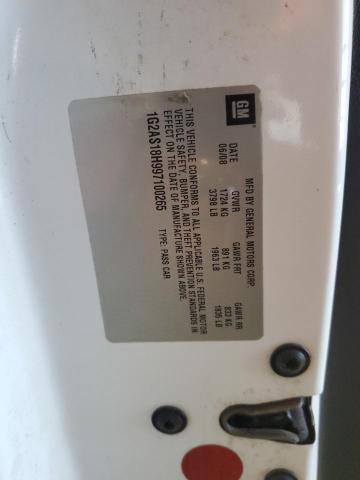 GM
MFD BY GENERAL MOTORS CORP.
DATE GVWR GAWR FRT GAWR RR
06/08 1724 KG 891 KG 833 KG
3798 LB 1963 LB 1835 LB
THIS VEHICLE CONFORMS TO ALL APPLICABLE U.S. FEDERAL MOTOR
VEHICLE SAFETY, BUMPER, AND THEFT PREVENTION STANDARDS IN
EFFECT ON THE DATE OF MANUFACTURE SHOWN ABOVE.
1G2AS18H997100265 TYPE: PASS CAR